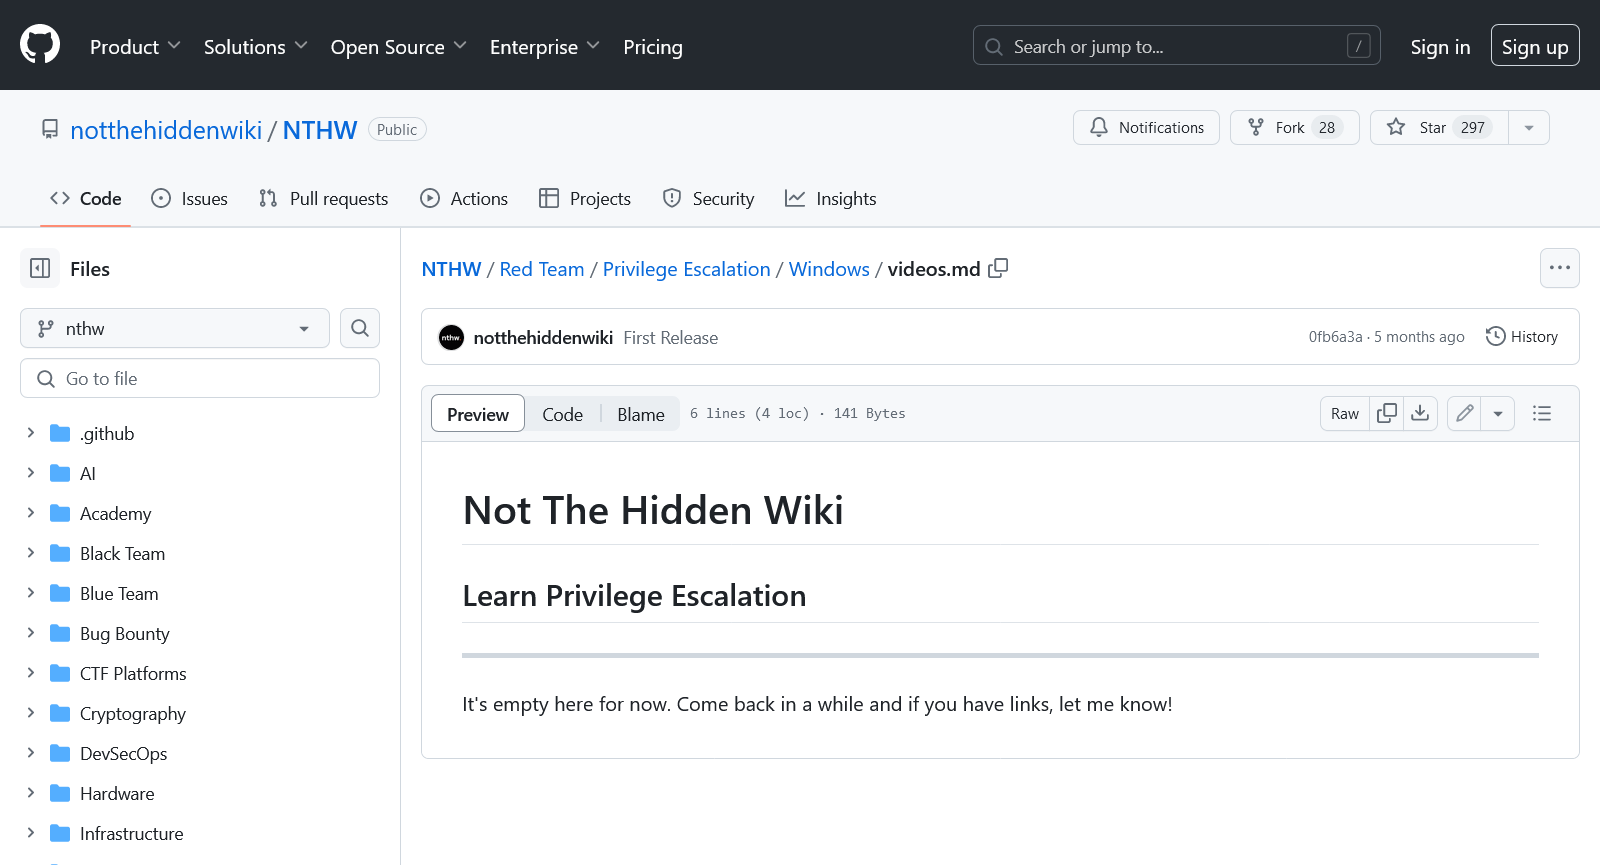 Product Solutions Open Source Enterprise Pricing Search or jump to... / Sign in Sign up
notthehiddenwiki / NTHW Public Notifications Fork 28 Star 297
Code Issues Pull requests Actions Projects Security Insights
Files
nthw
Go to file
.github
AI
Academy
Black Team
Blue Team
Bug Bounty
CTF Platforms
Cryptography
DevSecOps
Hardware
Infrastructure
NTHW / Red Team / Privilege Escalation / Windows / videos.md
nthw notthehiddenwiki First Release 0fb6a3a · 5 months ago History
Preview Code Blame 6 lines (4 loc) · 141 Bytes Raw
Not The Hidden Wiki
Learn Privilege Escalation
It's empty here for now. Come back in a while and if you have links, let me know!